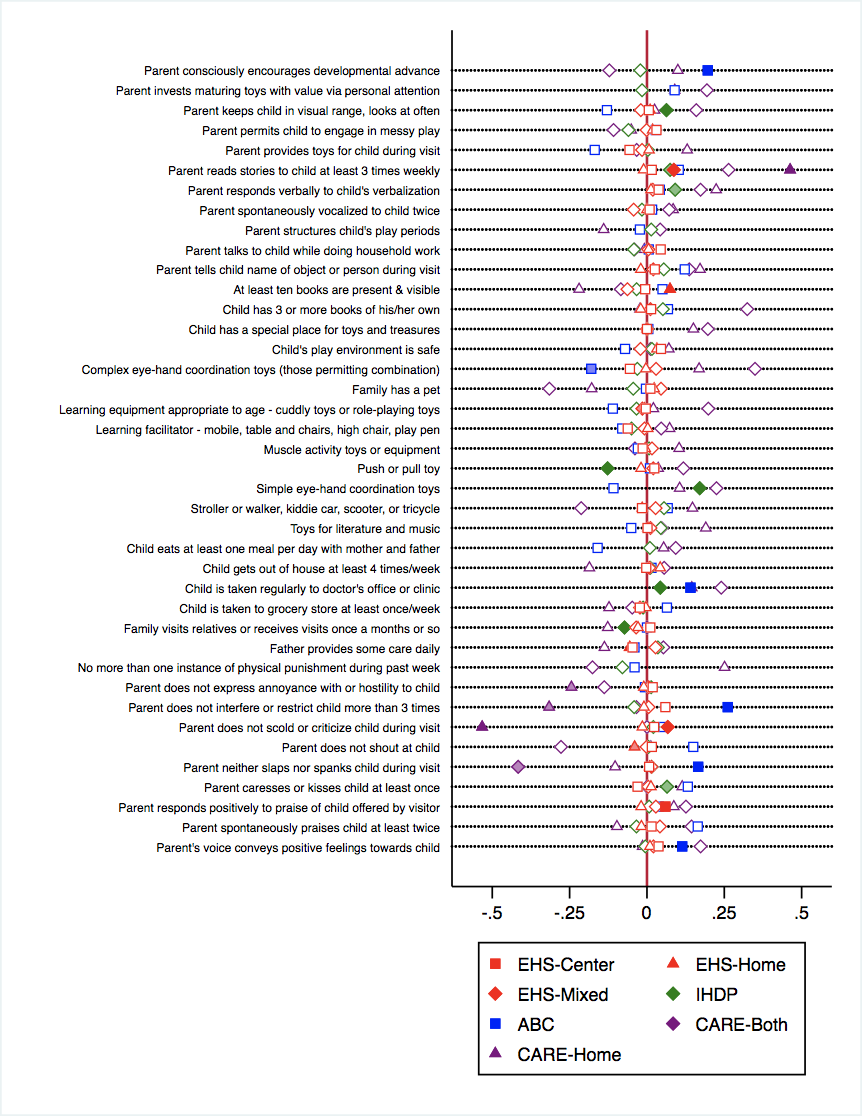 Parent consciously encourages developmental advance
Parent invests maturing toys with value via personal attention
Parent keeps child in visual range, looks at often
Parent permits child to engage in messy play
Parent provides toys for child during visit
Parent reads stories to child at least 3 times weekly
Parent responds verbally to child's verbalization
Parent spontaneously vocalized to child twice
Parent structures child's play periods
Parent talks to child while doing household work
Parent tells child name of object or person during visit
At least ten books are present & visible
Child has 3 or more books of his/her own
Child has a special place for toys and treasures
Child's play environment is safe
Complex eye-hand coordination toys (those permitting combination)
Family has a pet
Learning equipment appropriate to age - cuddly toys or role-playing toys
Learning facilitator - mobile, table and chairs, high chair, play pen
Muscle activity toys or equipment
Push or pull toy
Simple eye-hand coordination toys
Stroller or walker, kiddie car, scooter, or tricycle
Toys for literature and music
Child eats at least one meal per day with mother and father
Child gets out of house at least 4 times/week
Child is taken regularly to doctor's office or clinic
Child is taken to grocery store at least once/week
Family visits relatives or receives visits once a months or so
Father provides some care daily
No more than one instance of physical punishment during past week
Parent does not express annoyance with or hostility to child
Parent does not interfere or restrict child more than 3 times
Parent does not scold or criticize child during visit
Parent does not shout at child
Parent neither slaps nor spanks child during visit
Parent caresses or kisses child at least once
Parent responds positively to praise of child offered by visitor
Parent spontaneously praises child at least twice
Parent's voice conveys positive feelings towards child
-.5 -.25 0 .25 .5
EHS-Center EHS-Home
EHS-Mixed IHDP
ABC CARE-Both
CARE-Home